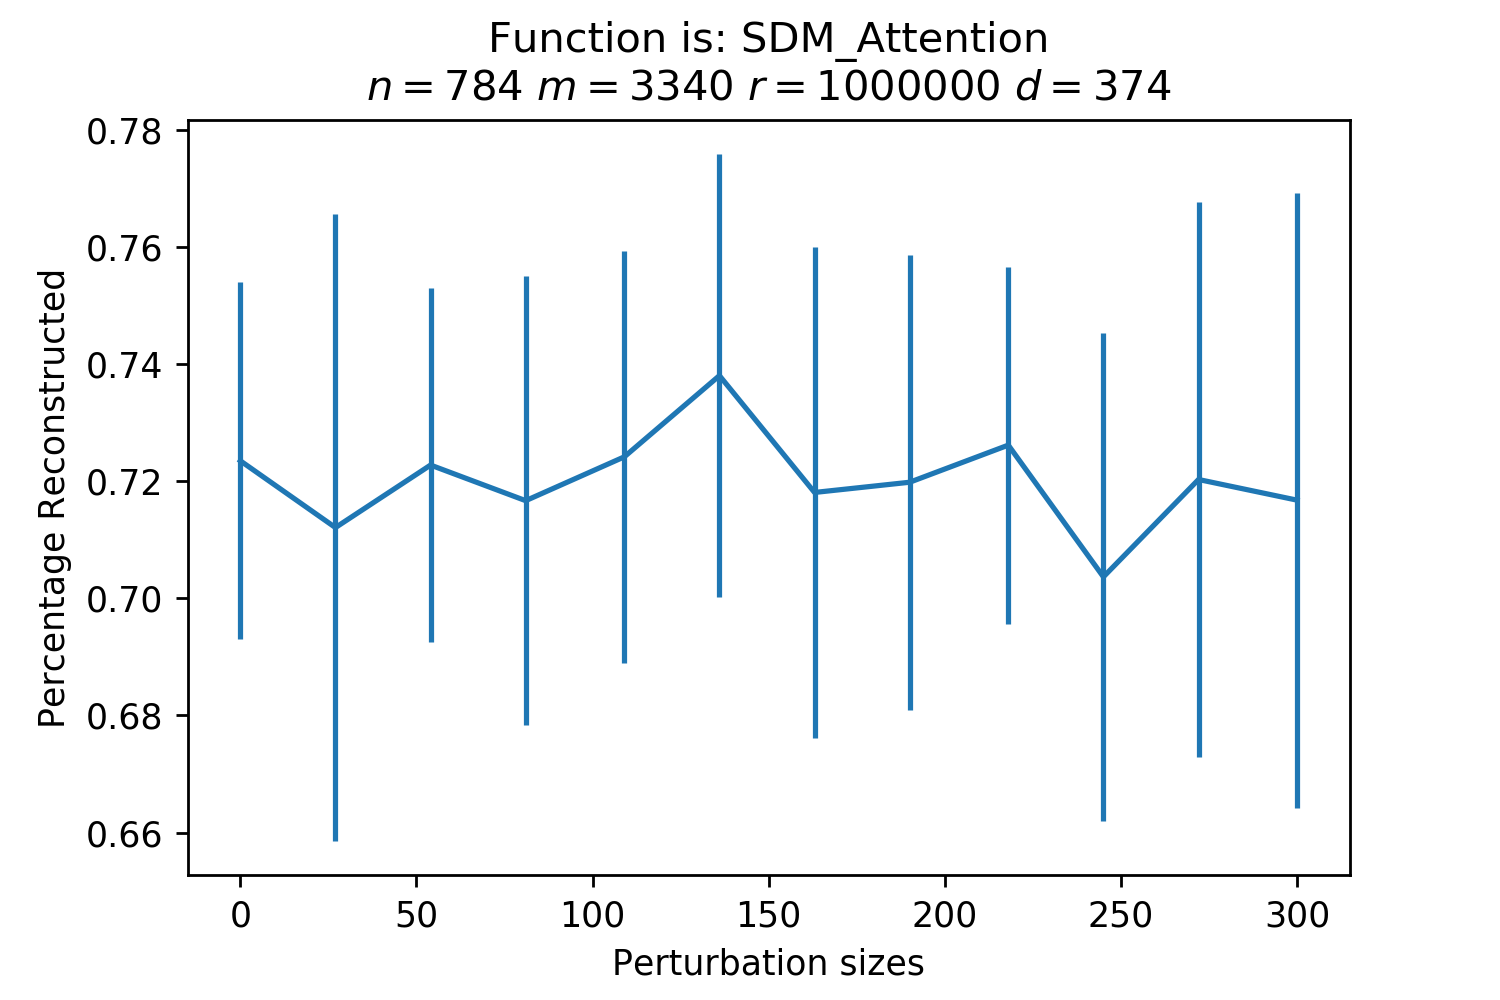 Function is: SDM_Attention
n = 784 m = 3340 r = 1000000 d = 374
0.78
0.76
0.74
0.72
0.70
0.68
0.66
Percentage Reconstructed
0 50 100 150 200 250 300
Perturbation sizes